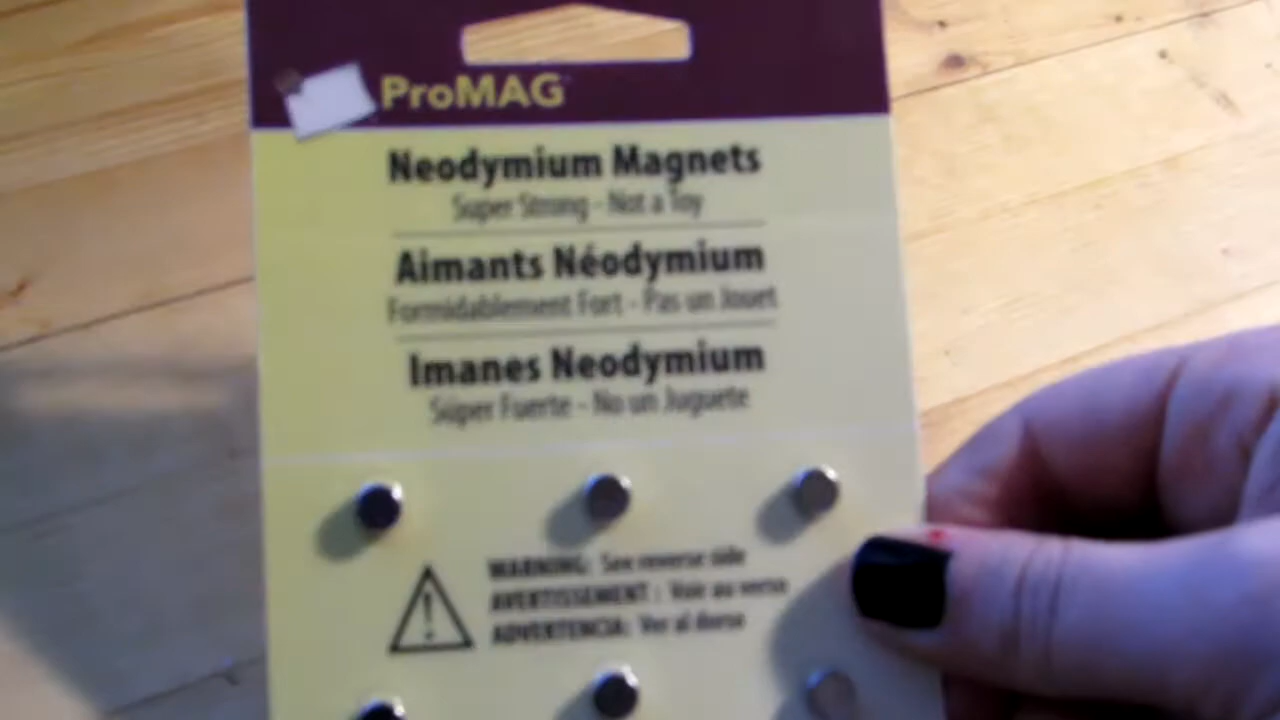 ProMAG
Neodymium Magnets
Super Strong - Not a Toy
Aimants Néodymium
Formidablement Fort - Pas un Jouet
Imanes Neodymium
Súper Fuerte - No un Juguete
WARNING: See reverse side
AVERTISSEMENT : Voir au verso
ADVERTENCIA: Ver al dorso